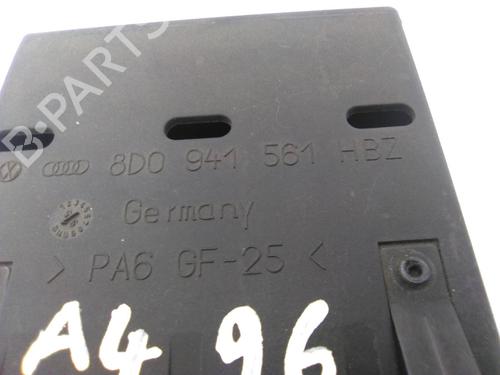 B-PARTS
8D0 941 561 HBZ
Germany
> PA6 GF-25 <
A4 96